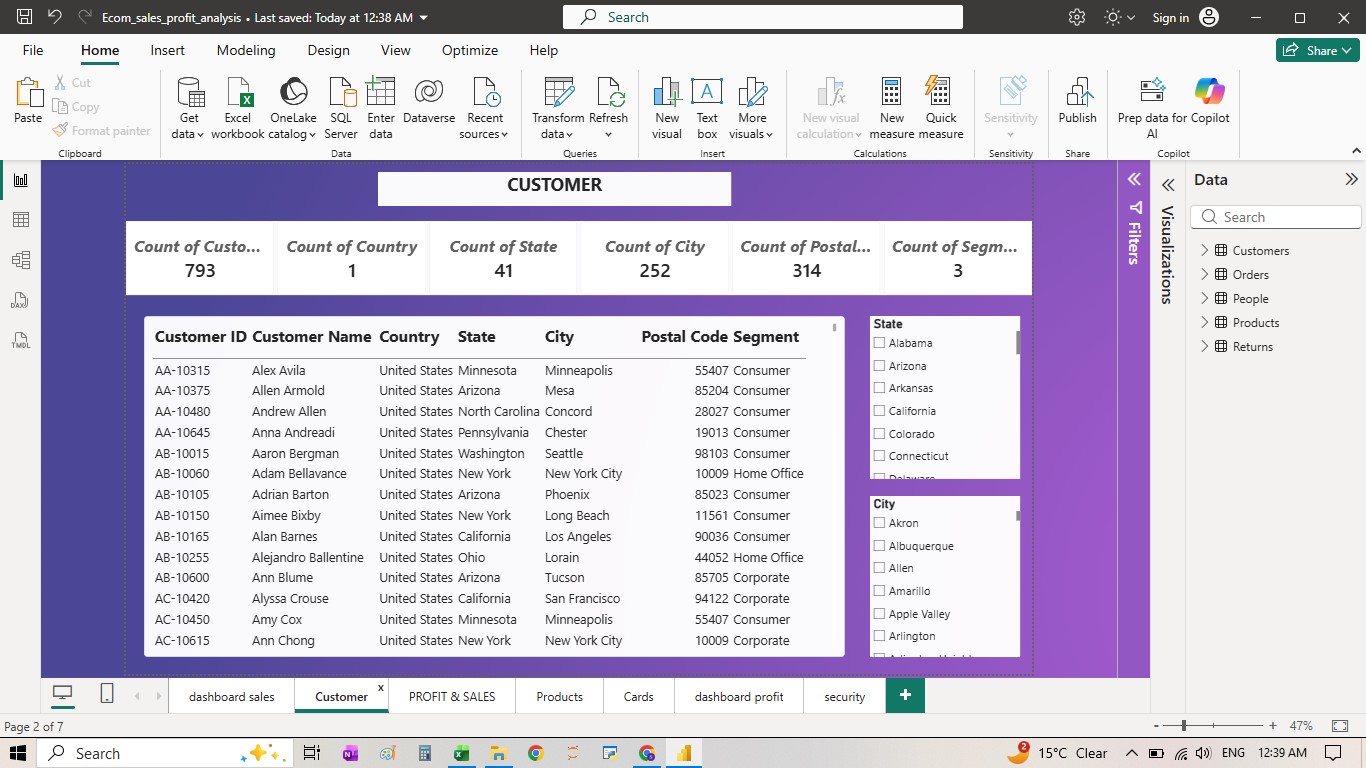 Ecom_sales_profit_analysis • Last saved: Today at 12:38 AM
Search
Sign in
File Home Insert Modeling Design View Optimize Help
Share
Paste
Cut
Copy
Format painter
Clipboard
Get data
Excel workbook
OneLake catalog
SQL Server
Enter data
Dataverse
Recent sources
Data
Transform data
Refresh
Queries
New visual
Text box
More visuals
Insert
New visual calculation
New measure
Quick measure
Calculations
Sensitivity
Sensitivity
Publish
Share
Prep data for AI
Copilot
Copilot
DAX
TMDL
CUSTOMER
Count of Custo... Count of Country Count of State Count of City Count of Postal... Count of Segm...
793 1 41 252 314 3
Customer ID Customer Name Country State City Postal Code Segment
AA-10315 Alex Avila United States Minnesota Minneapolis 55407 Consumer
AA-10375 Allen Armold United States Arizona Mesa 85204 Consumer
AA-10480 Andrew Allen United States North Carolina Concord 28027 Consumer
AA-10645 Anna Andreadi United States Pennsylvania Chester 19013 Consumer
AB-10015 Aaron Bergman United States Washington Seattle 98103 Consumer
AB-10060 Adam Bellavance United States New York New York City 10009 Home Office
AB-10105 Adrian Barton United States Arizona Phoenix 85023 Consumer
AB-10150 Aimee Bixby United States New York Long Beach 11561 Consumer
AB-10165 Alan Barnes United States California Los Angeles 90036 Consumer
AB-10255 Alejandro Ballentine United States Ohio Lorain 44052 Home Office
AB-10600 Ann Blume United States Arizona Tucson 85705 Corporate
AC-10420 Alyssa Crouse United States California San Francisco 94122 Corporate
AC-10450 Amy Cox United States Minnesota Minneapolis 55407 Consumer
AC-10615 Ann Chong United States New York New York City 10009 Corporate
State
Alabama
Arizona
Arkansas
California
Colorado
Connecticut
Delaware
City
Akron
Albuquerque
Allen
Amarillo
Apple Valley
Arlington
Filters
Visualizations
Data
Search
Customers
Orders
People
Products
Returns
dashboard sales Customer x PROFIT & SALES Products Cards dashboard profit security +
Page 2 of 7
- + 47%
Search
2
15°C Clear
ENG
12:39 AM